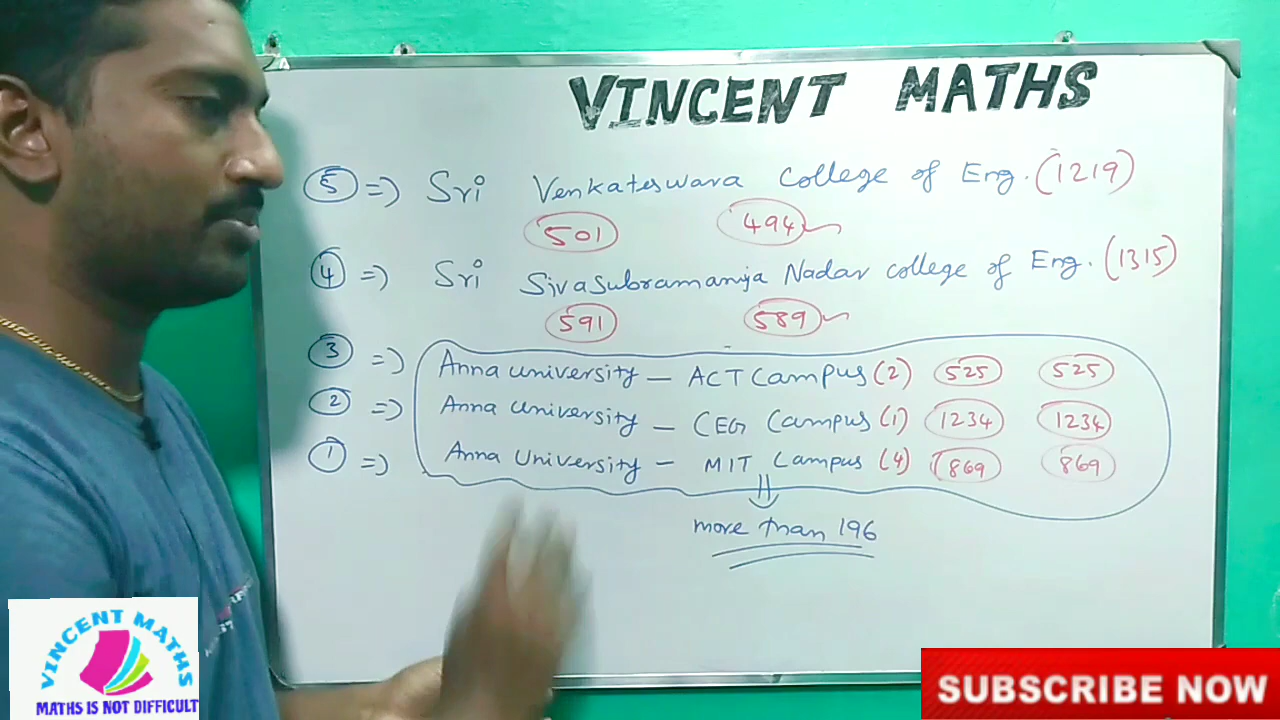 VINCENT MATHS
5 => Sri Venkateswara College of Eng. (1219)
501 494
4 => Sri Sivasubramaniya Nadar college of Eng. (1315)
591 589
3 => Anna university - ACT Campus (2) 525 525
2 => Anna University - CEG Campus (1) 1234 1234
1 => Anna University - MIT Campus (4) 869 869
more than 196
VINCENT MATHS
MATHS IS NOT DIFFICULT
SUBSCRIBE NOW